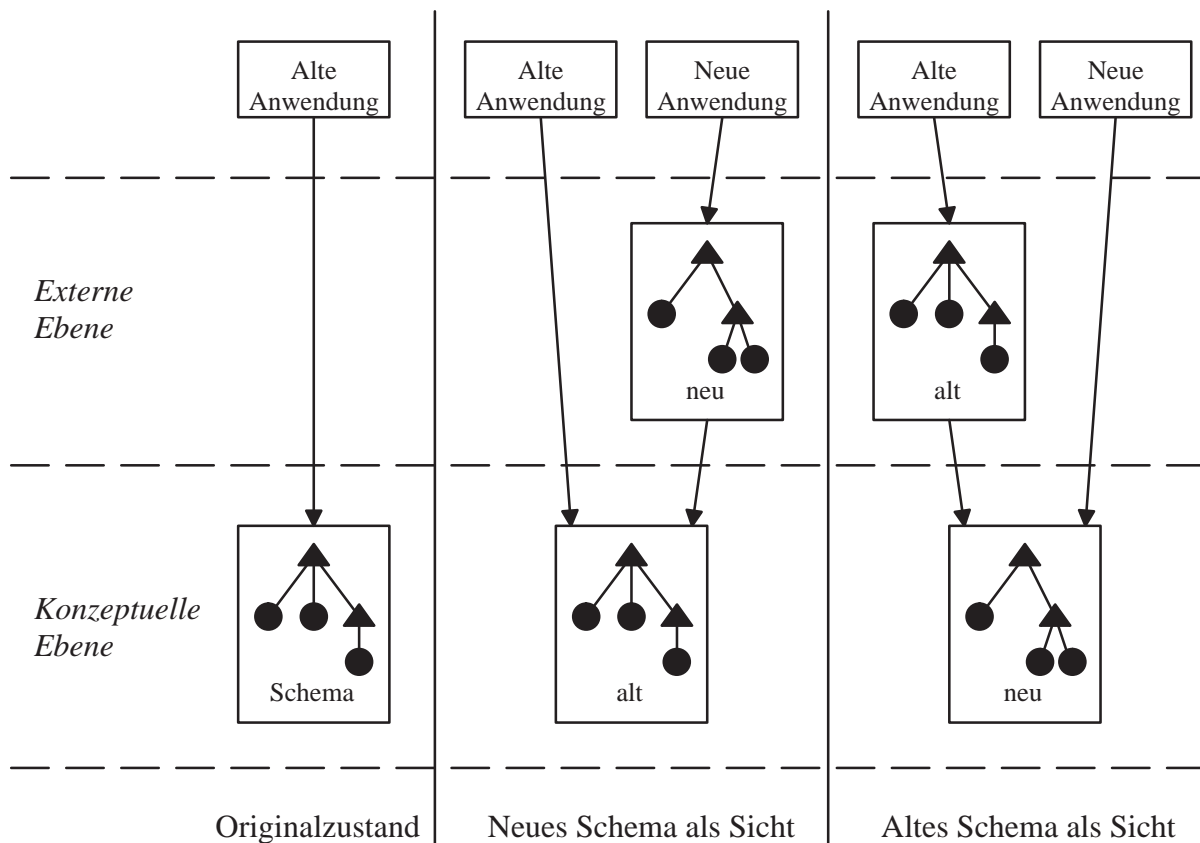 Alte
Anwendung
Alte
Anwendung
Neue
Anwendung
Alte
Anwendung
Neue
Anwendung
Externe
Ebene
neu
alt
Konzeptuelle
Ebene
Schema
alt
neu
Originalzustand
Neues Schema als Sicht
Altes Schema als Sicht